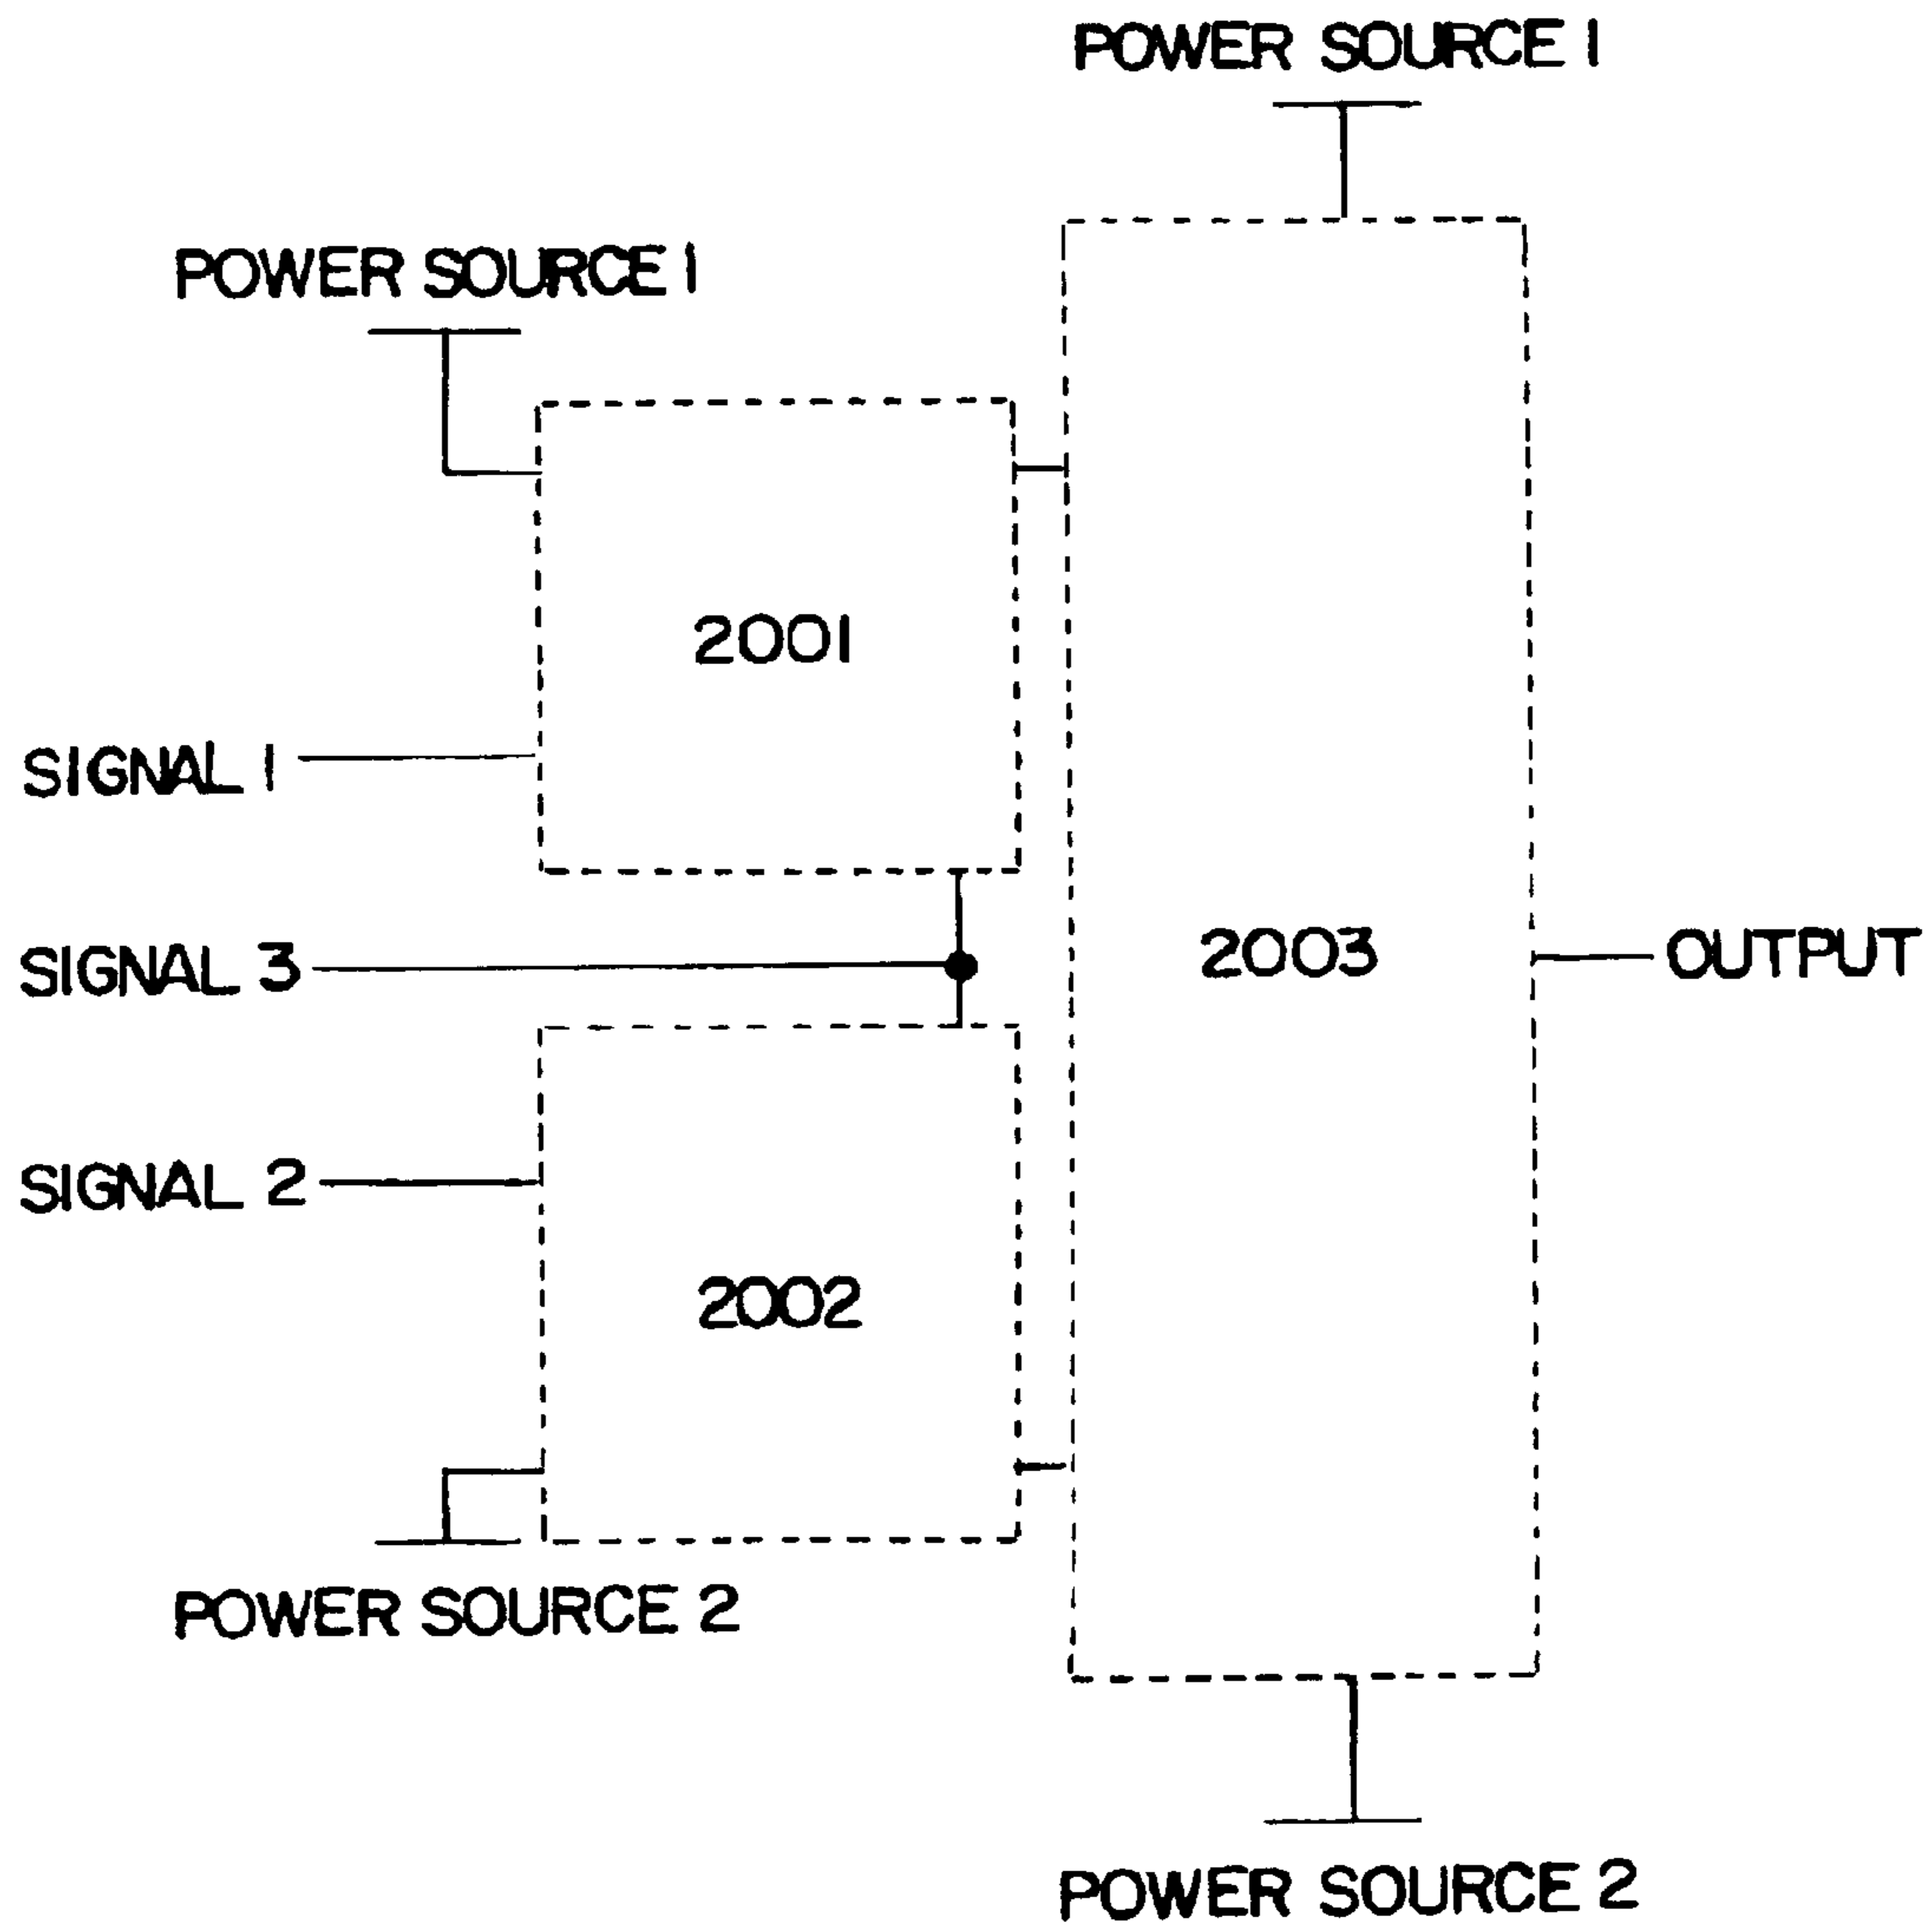 POWER SOURCE 1
POWER SOURCE 1
2001
SIGNAL 1
SIGNAL 3
2003
OUTPUT
SIGNAL 2
2002
POWER SOURCE 2
POWER SOURCE 2